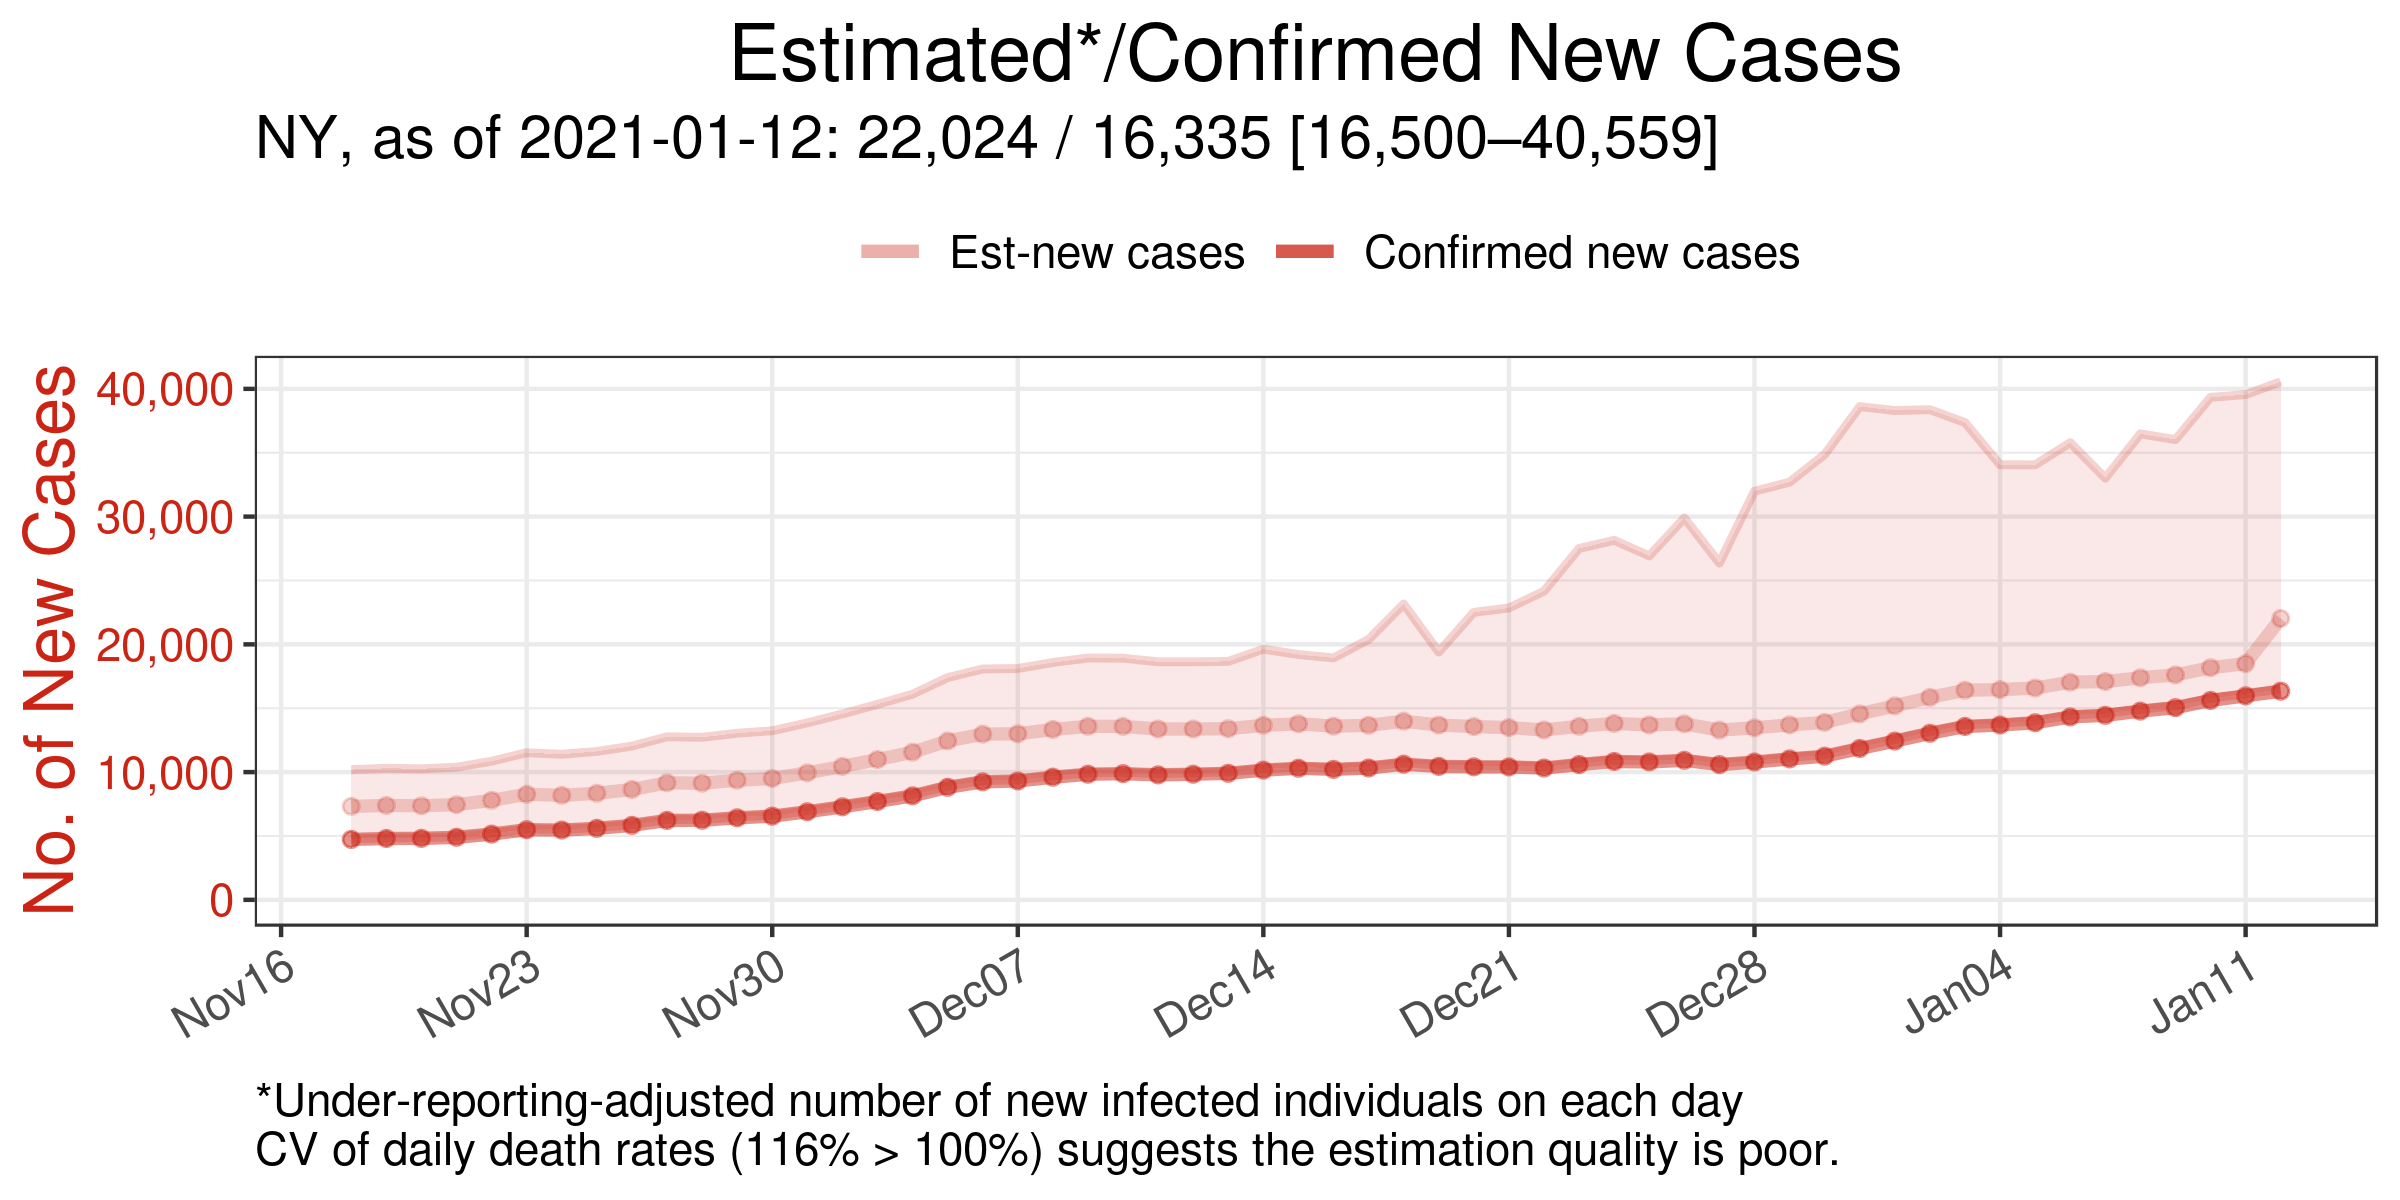 Estimated*/Confirmed New Cases
NY, as of 2021-01-12: 22,024 / 16,335 [16,500–40,559]
Est-new cases Confirmed new cases
No. of New Cases
40,000
30,000
20,000
10,000
0
Nov16 Nov23 Nov30 Dec07 Dec14 Dec21 Dec28 Jan04 Jan11
*Under-reporting-adjusted number of new infected individuals on each day
CV of daily death rates (116% > 100%) suggests the estimation quality is poor.